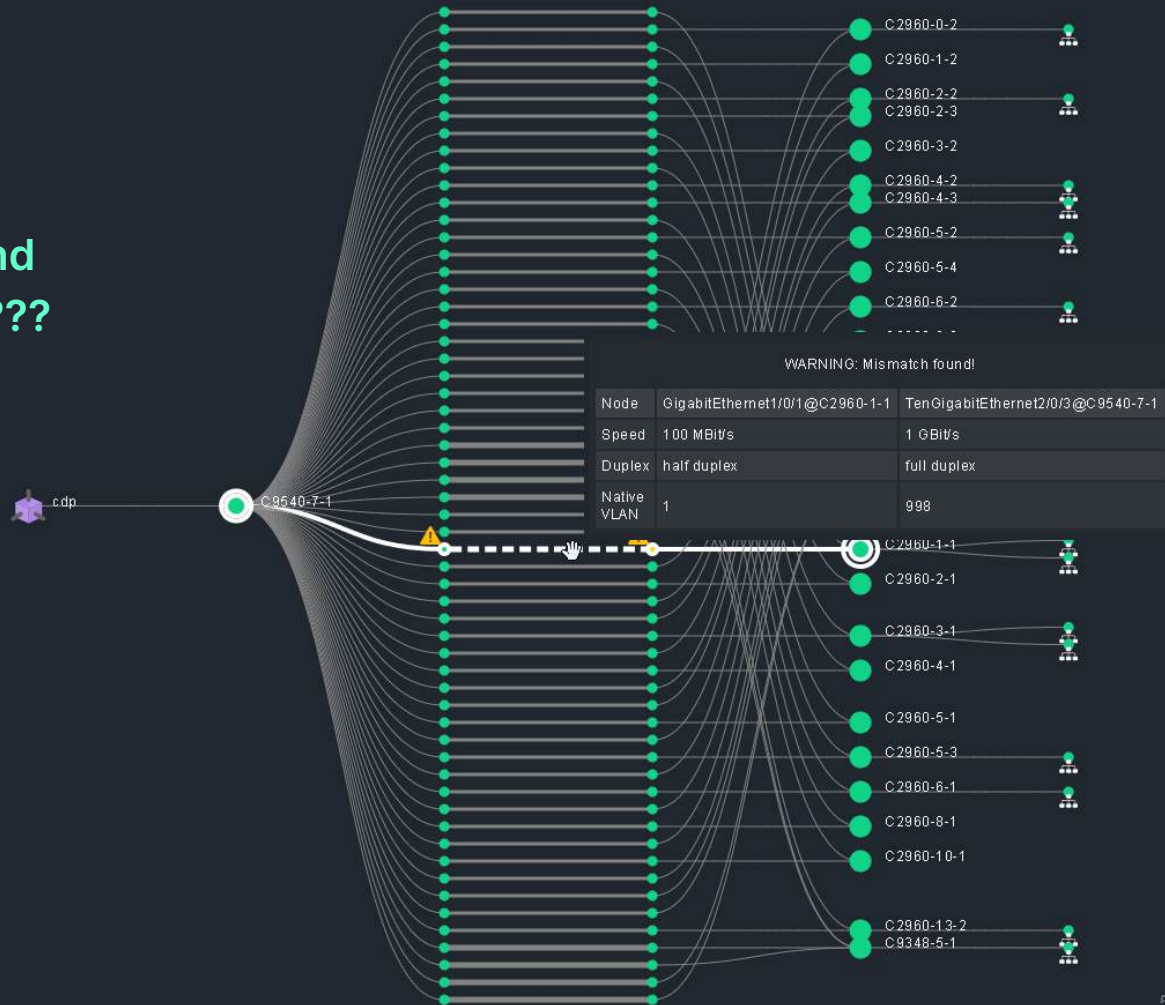 nd
???
cdp
C9540-7-1
C2960-0-2
C2960-1-2
C2960-2-2
C2960-2-3
C2960-3-2
C2960-4-2
C2960-4-3
C2960-5-2
C2960-5-4
C2960-6-2
WARNING: Mismatch found!
Node GigabitEthernet1/0/1@C2960-1-1 TenGigabitEthernet2/0/3@C9540-7-1
Speed 100 MBit/s 1 GBit/s
Duplex half duplex full duplex
Native
VLAN 1 998
C2960-1-1
C2960-2-1
C2960-3-1
C2960-4-1
C2960-5-1
C2960-5-3
C2960-6-1
C2960-8-1
C2960-10-1
C2960-13-2
C9348-5-1